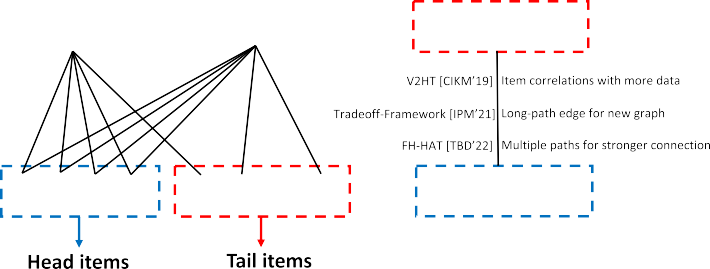 V2HT [CIKM'19] Item correlations with more data
Tradeoff-Framework [IPM'21] Long-path edge for new graph
FH-HAT [TBD'22] Multiple paths for stronger connection
Head items
Tail items